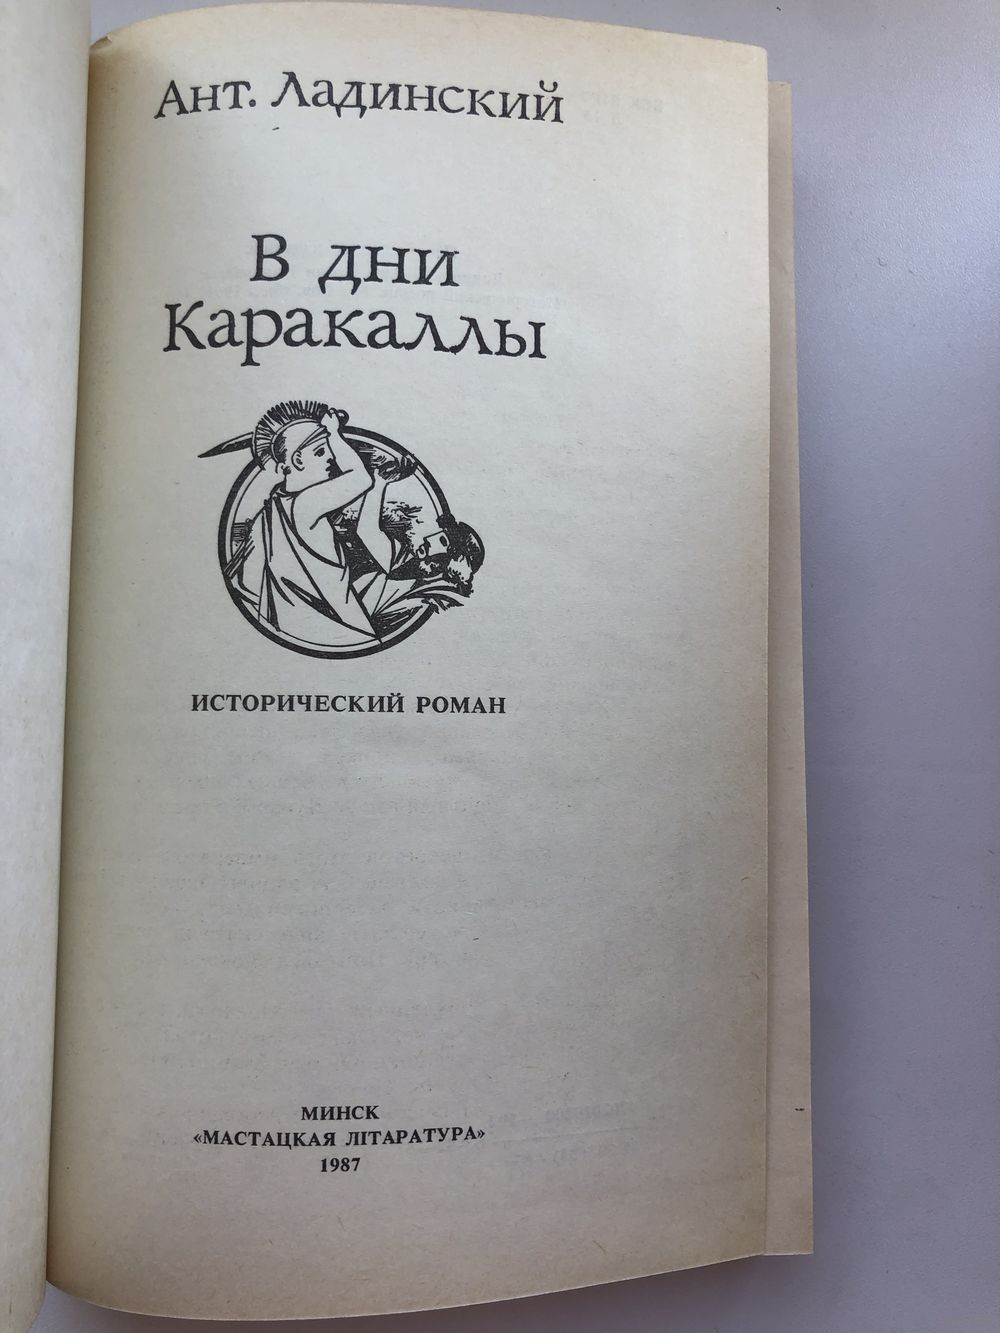 Ант. Ладинский
В дни
Каракаллы
ИСТОРИЧЕСКИЙ РОМАН
МИНСК
«МАСТАЦКАЯ ЛІТАРАТУРА»
1987